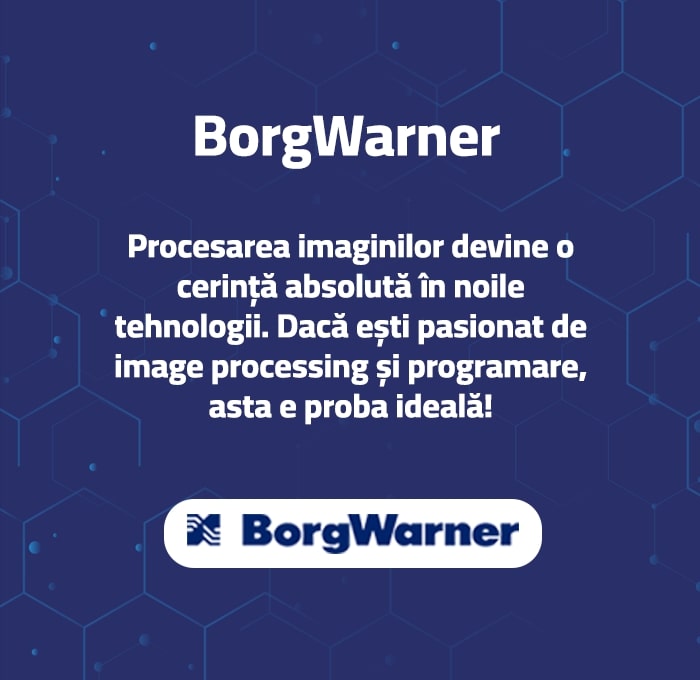 BorgWarner
Procesarea imaginilor devine o
cerință absolută în noile
tehnologii. Dacă ești pasionat de
image processing și programare,
asta e proba ideală!
BorgWarner